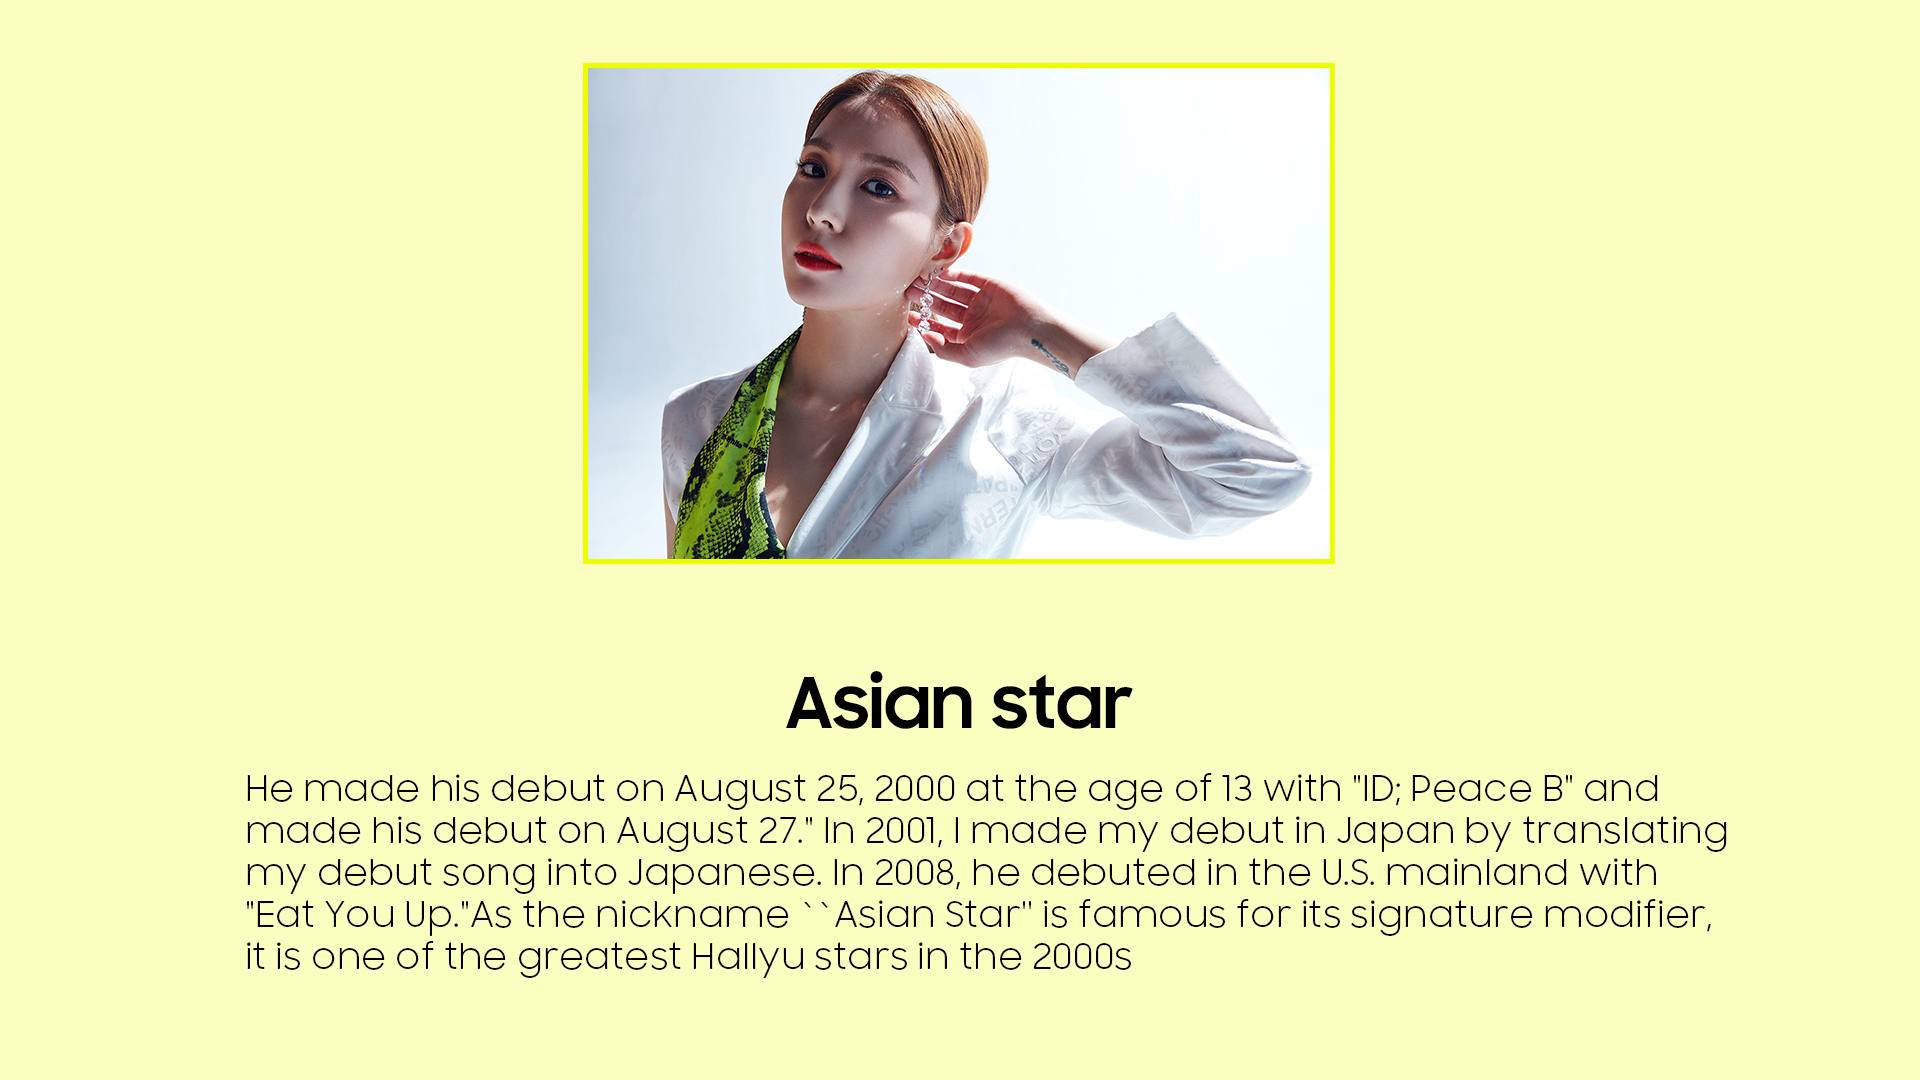 Asian star
He made his debut on August 25, 2000 at the age of 13 with "ID; Peace B" and
made his debut on August 27." In 2001, I made my debut in Japan by translating
my debut song into Japanese. In 2008, he debuted in the U.S. mainland with
"Eat You Up."As the nickname ``Asian Star'' is famous for its signature modifier,
it is one of the greatest Hallyu stars in the 2000s